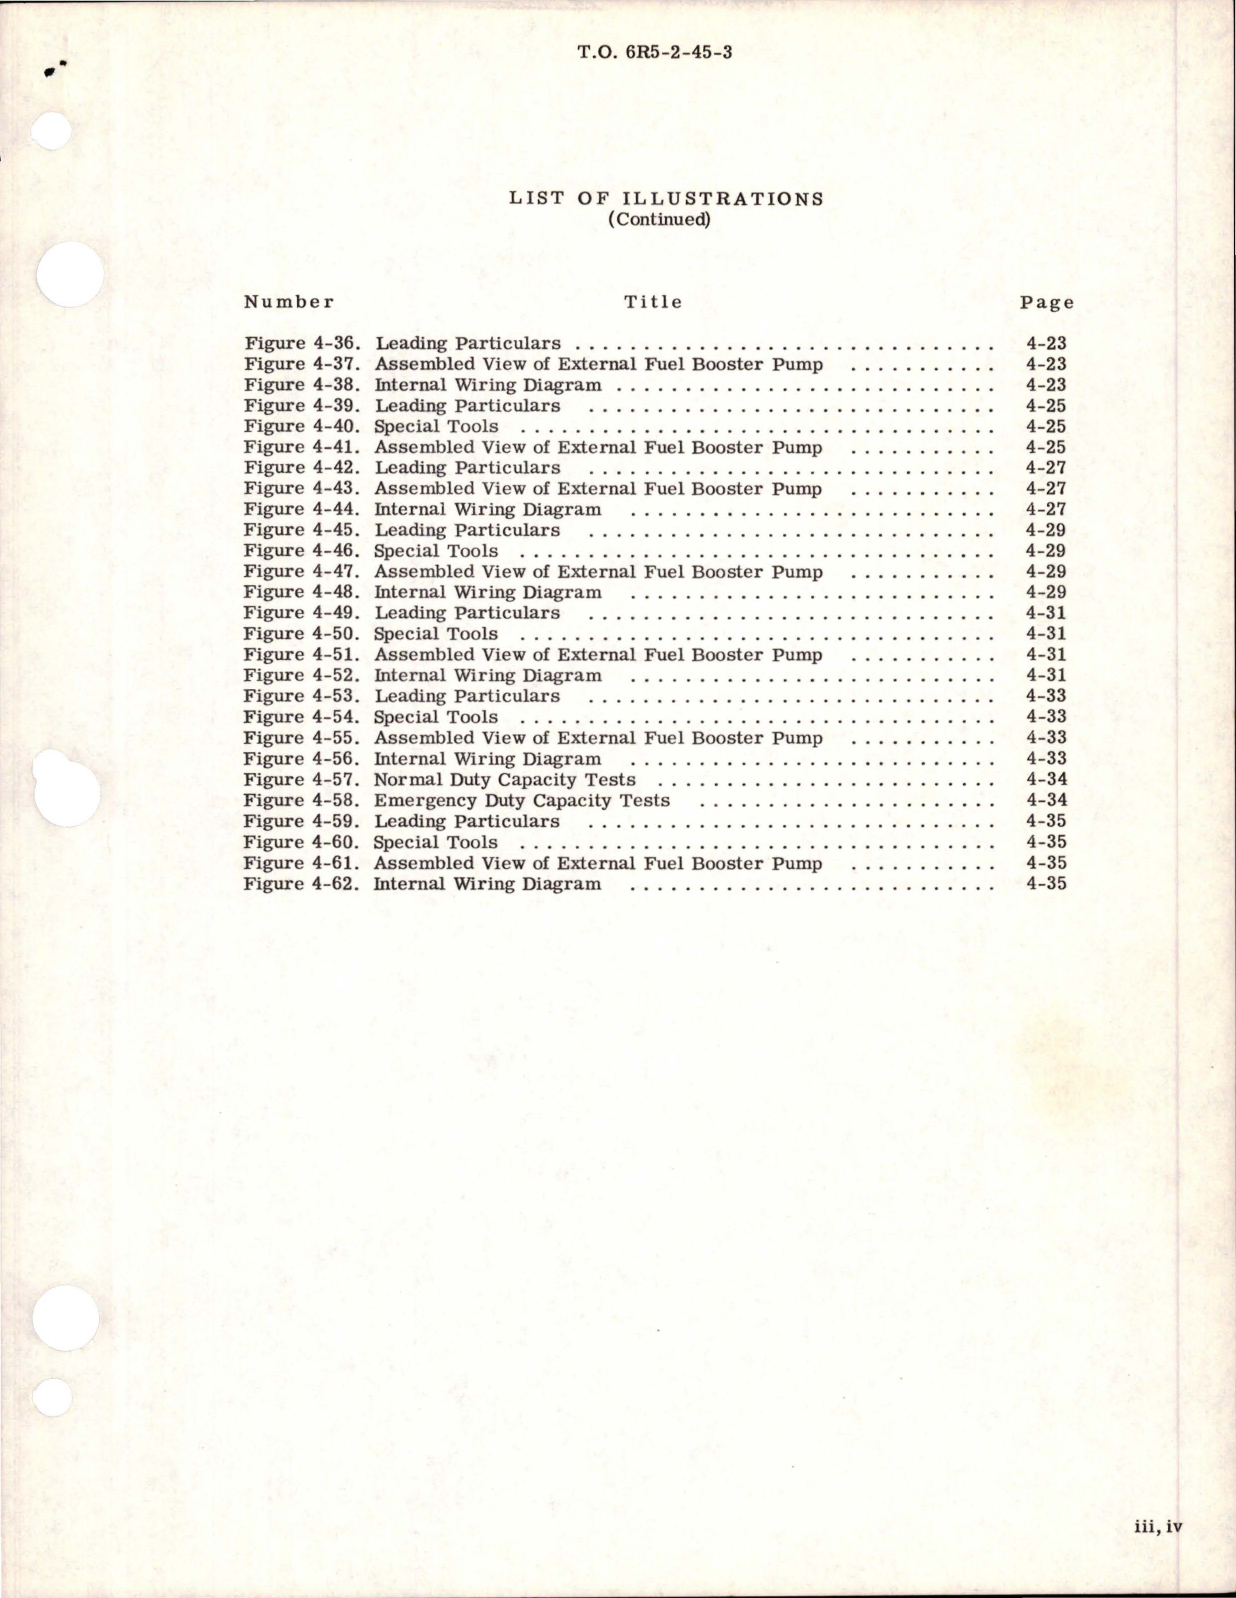 T.O. 6R5-2-45-3
LIST OF ILLUSTRATIONS
(Continued)
Number Title Page
Figure 4-36. Leading Particulars . . . . . . . . . . . . . . . . . . . . . . . . . . . . . . . 4-23
Figure 4-37. Assembled View of External Fuel Booster Pump . . . . . . . . . . . 4-23
Figure 4-38. Internal Wiring Diagram . . . . . . . . . . . . . . . . . . . . . . . . . . . . 4-23
Figure 4-39. Leading Particulars . . . . . . . . . . . . . . . . . . . . . . . . . . . . . . 4-25
Figure 4-40. Special Tools . . . . . . . . . . . . . . . . . . . . . . . . . . . . . . . . . . . 4-25
Figure 4-41. Assembled View of External Fuel Booster Pump . . . . . . . . . . . 4-25
Figure 4-42. Leading Particulars . . . . . . . . . . . . . . . . . . . . . . . . . . . . . . 4-27
Figure 4-43. Assembled View of External Fuel Booster Pump . . . . . . . . . . . 4-27
Figure 4-44. Internal Wiring Diagram . . . . . . . . . . . . . . . . . . . . . . . . . . . 4-27
Figure 4-45. Leading Particulars . . . . . . . . . . . . . . . . . . . . . . . . . . . . . . 4-29
Figure 4-46. Special Tools . . . . . . . . . . . . . . . . . . . . . . . . . . . . . . . . . . . 4-29
Figure 4-47. Assembled View of External Fuel Booster Pump . . . . . . . . . . . 4-29
Figure 4-48. Internal Wiring Diagram . . . . . . . . . . . . . . . . . . . . . . . . . . . 4-29
Figure 4-49. Leading Particulars . . . . . . . . . . . . . . . . . . . . . . . . . . . . . . 4-31
Figure 4-50. Special Tools . . . . . . . . . . . . . . . . . . . . . . . . . . . . . . . . . . . 4-31
Figure 4-51. Assembled View of External Fuel Booster Pump . . . . . . . . . . . 4-31
Figure 4-52. Internal Wiring Diagram . . . . . . . . . . . . . . . . . . . . . . . . . . . 4-31
Figure 4-53. Leading Particulars . . . . . . . . . . . . . . . . . . . . . . . . . . . . . . 4-33
Figure 4-54. Special Tools . . . . . . . . . . . . . . . . . . . . . . . . . . . . . . . . . . . 4-33
Figure 4-55. Assembled View of External Fuel Booster Pump . . . . . . . . . . . 4-33
Figure 4-56. Internal Wiring Diagram . . . . . . . . . . . . . . . . . . . . . . . . . . . 4-33
Figure 4-57. Normal Duty Capacity Tests . . . . . . . . . . . . . . . . . . . . . . . . . 4-34
Figure 4-58. Emergency Duty Capacity Tests . . . . . . . . . . . . . . . . . . . . . . 4-34
Figure 4-59. Leading Particulars . . . . . . . . . . . . . . . . . . . . . . . . . . . . . . 4-35
Figure 4-60. Special Tools . . . . . . . . . . . . . . . . . . . . . . . . . . . . . . . . . . . 4-35
Figure 4-61. Assembled View of External Fuel Booster Pump . . . . . . . . . . . 4-35
Figure 4-62. Internal Wiring Diagram . . . . . . . . . . . . . . . . . . . . . . . . . . . 4-35
iii, iv